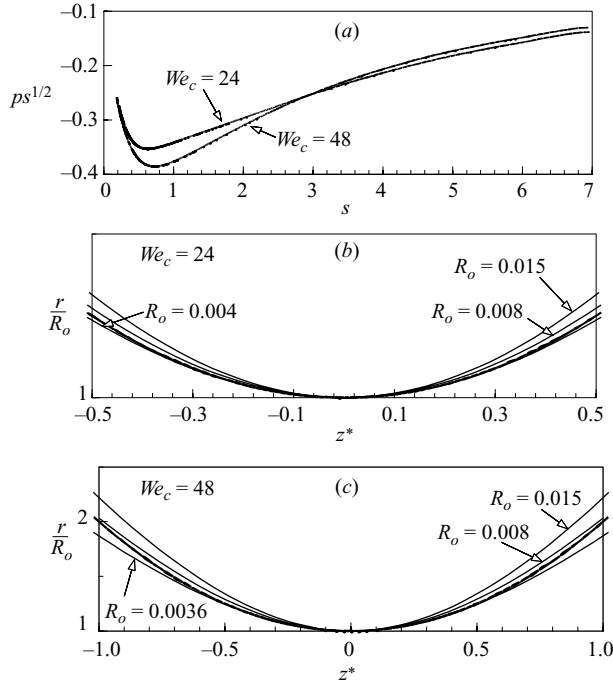 −0.1
(a)
−0.2
ps^{1/2}
We_c = 24
−0.3
We_c = 48
−0.4
0 1 2 3 4 5 6 7
s
We_c = 24
(b)
R_o = 0.015
r/R_o
R_o = 0.004
R_o = 0.008
1
−0.5 −0.3 −0.1 0.1 0.3 0.5
z*
We_c = 48
(c)
2
R_o = 0.015
r/R_o
R_o = 0.008
R_o = 0.0036
1
−1.0 −0.5 0 0.5 1.0
z*